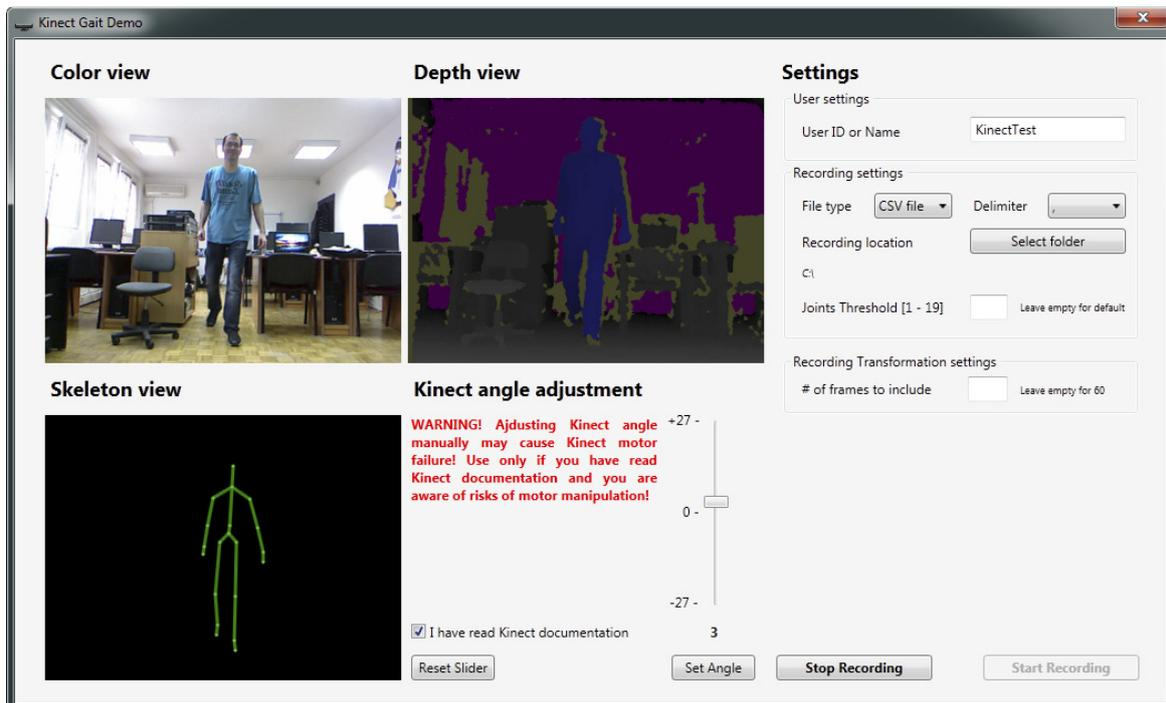 Kinect Gait Demo
Color view
Depth view
Settings
User settings
User ID or Name
KinectTest
Recording settings
File type
CSV file
Delimiter
,
Recording location
Select folder
C:\
Joints Threshold [1 - 19]
Leave empty for default
Recording Transformation settings
# of frames to include
Leave empty for 60
Skeleton view
Kinect angle adjustment
WARNING! Ajdusting Kinect angle
manually may cause Kinect motor
failure! Use only if you have read
Kinect documentation and you are
aware of risks of motor manipulation!
+27 -
0 -
-27 -
I have read Kinect documentation
3
Reset Slider
Set Angle
Stop Recording
Start Recording